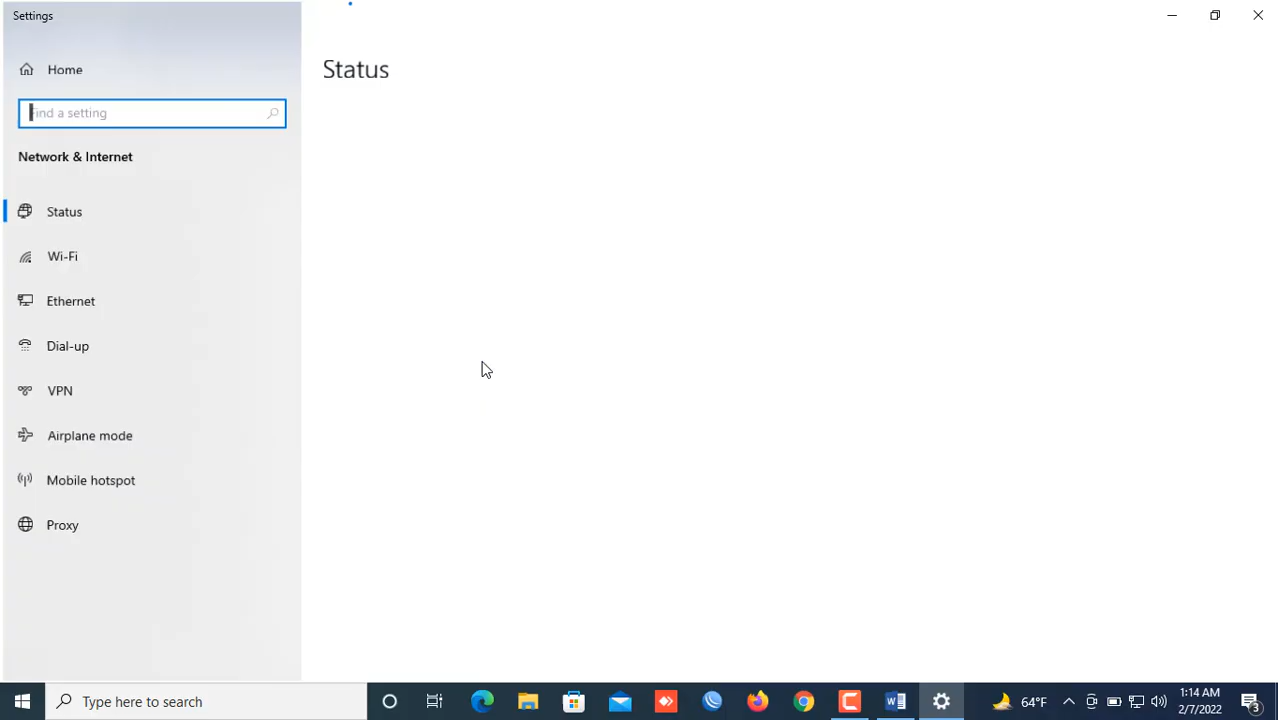 Settings
Home
Find a setting
Network & Internet
Status
Wi-Fi
Ethernet
Dial-up
VPN
Airplane mode
Mobile hotspot
Proxy
Status
Type here to search
64°F
1:14 AM
2/7/2022
3